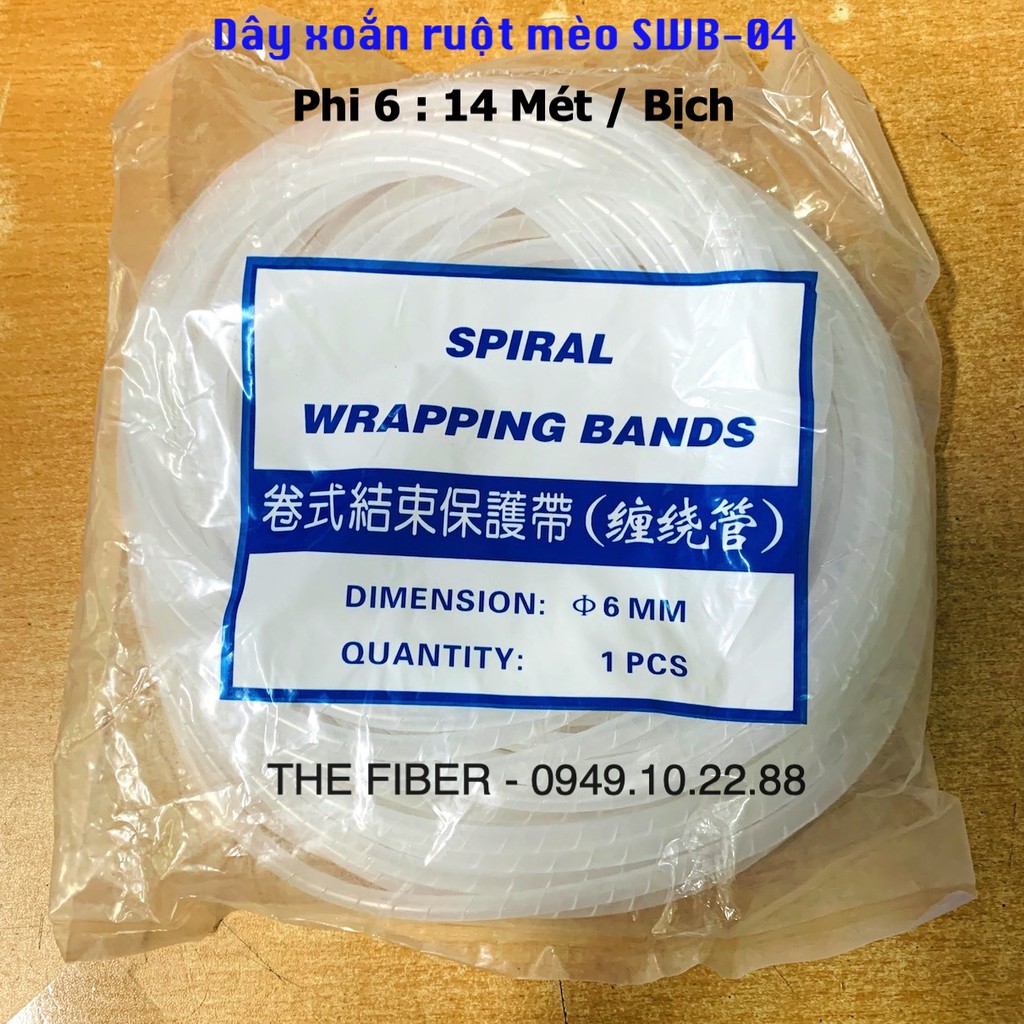 Dây xoắn ruột mèo SWB-04
Phi 6 : 14 Mét / Bịch
SPIRAL
WRAPPING BANDS
卷式結束保護帶(缠绕管)
DIMENSION: Φ 6 MM
QUANTITY: 1 PCS
THE FIBER - 0949.10.22.88